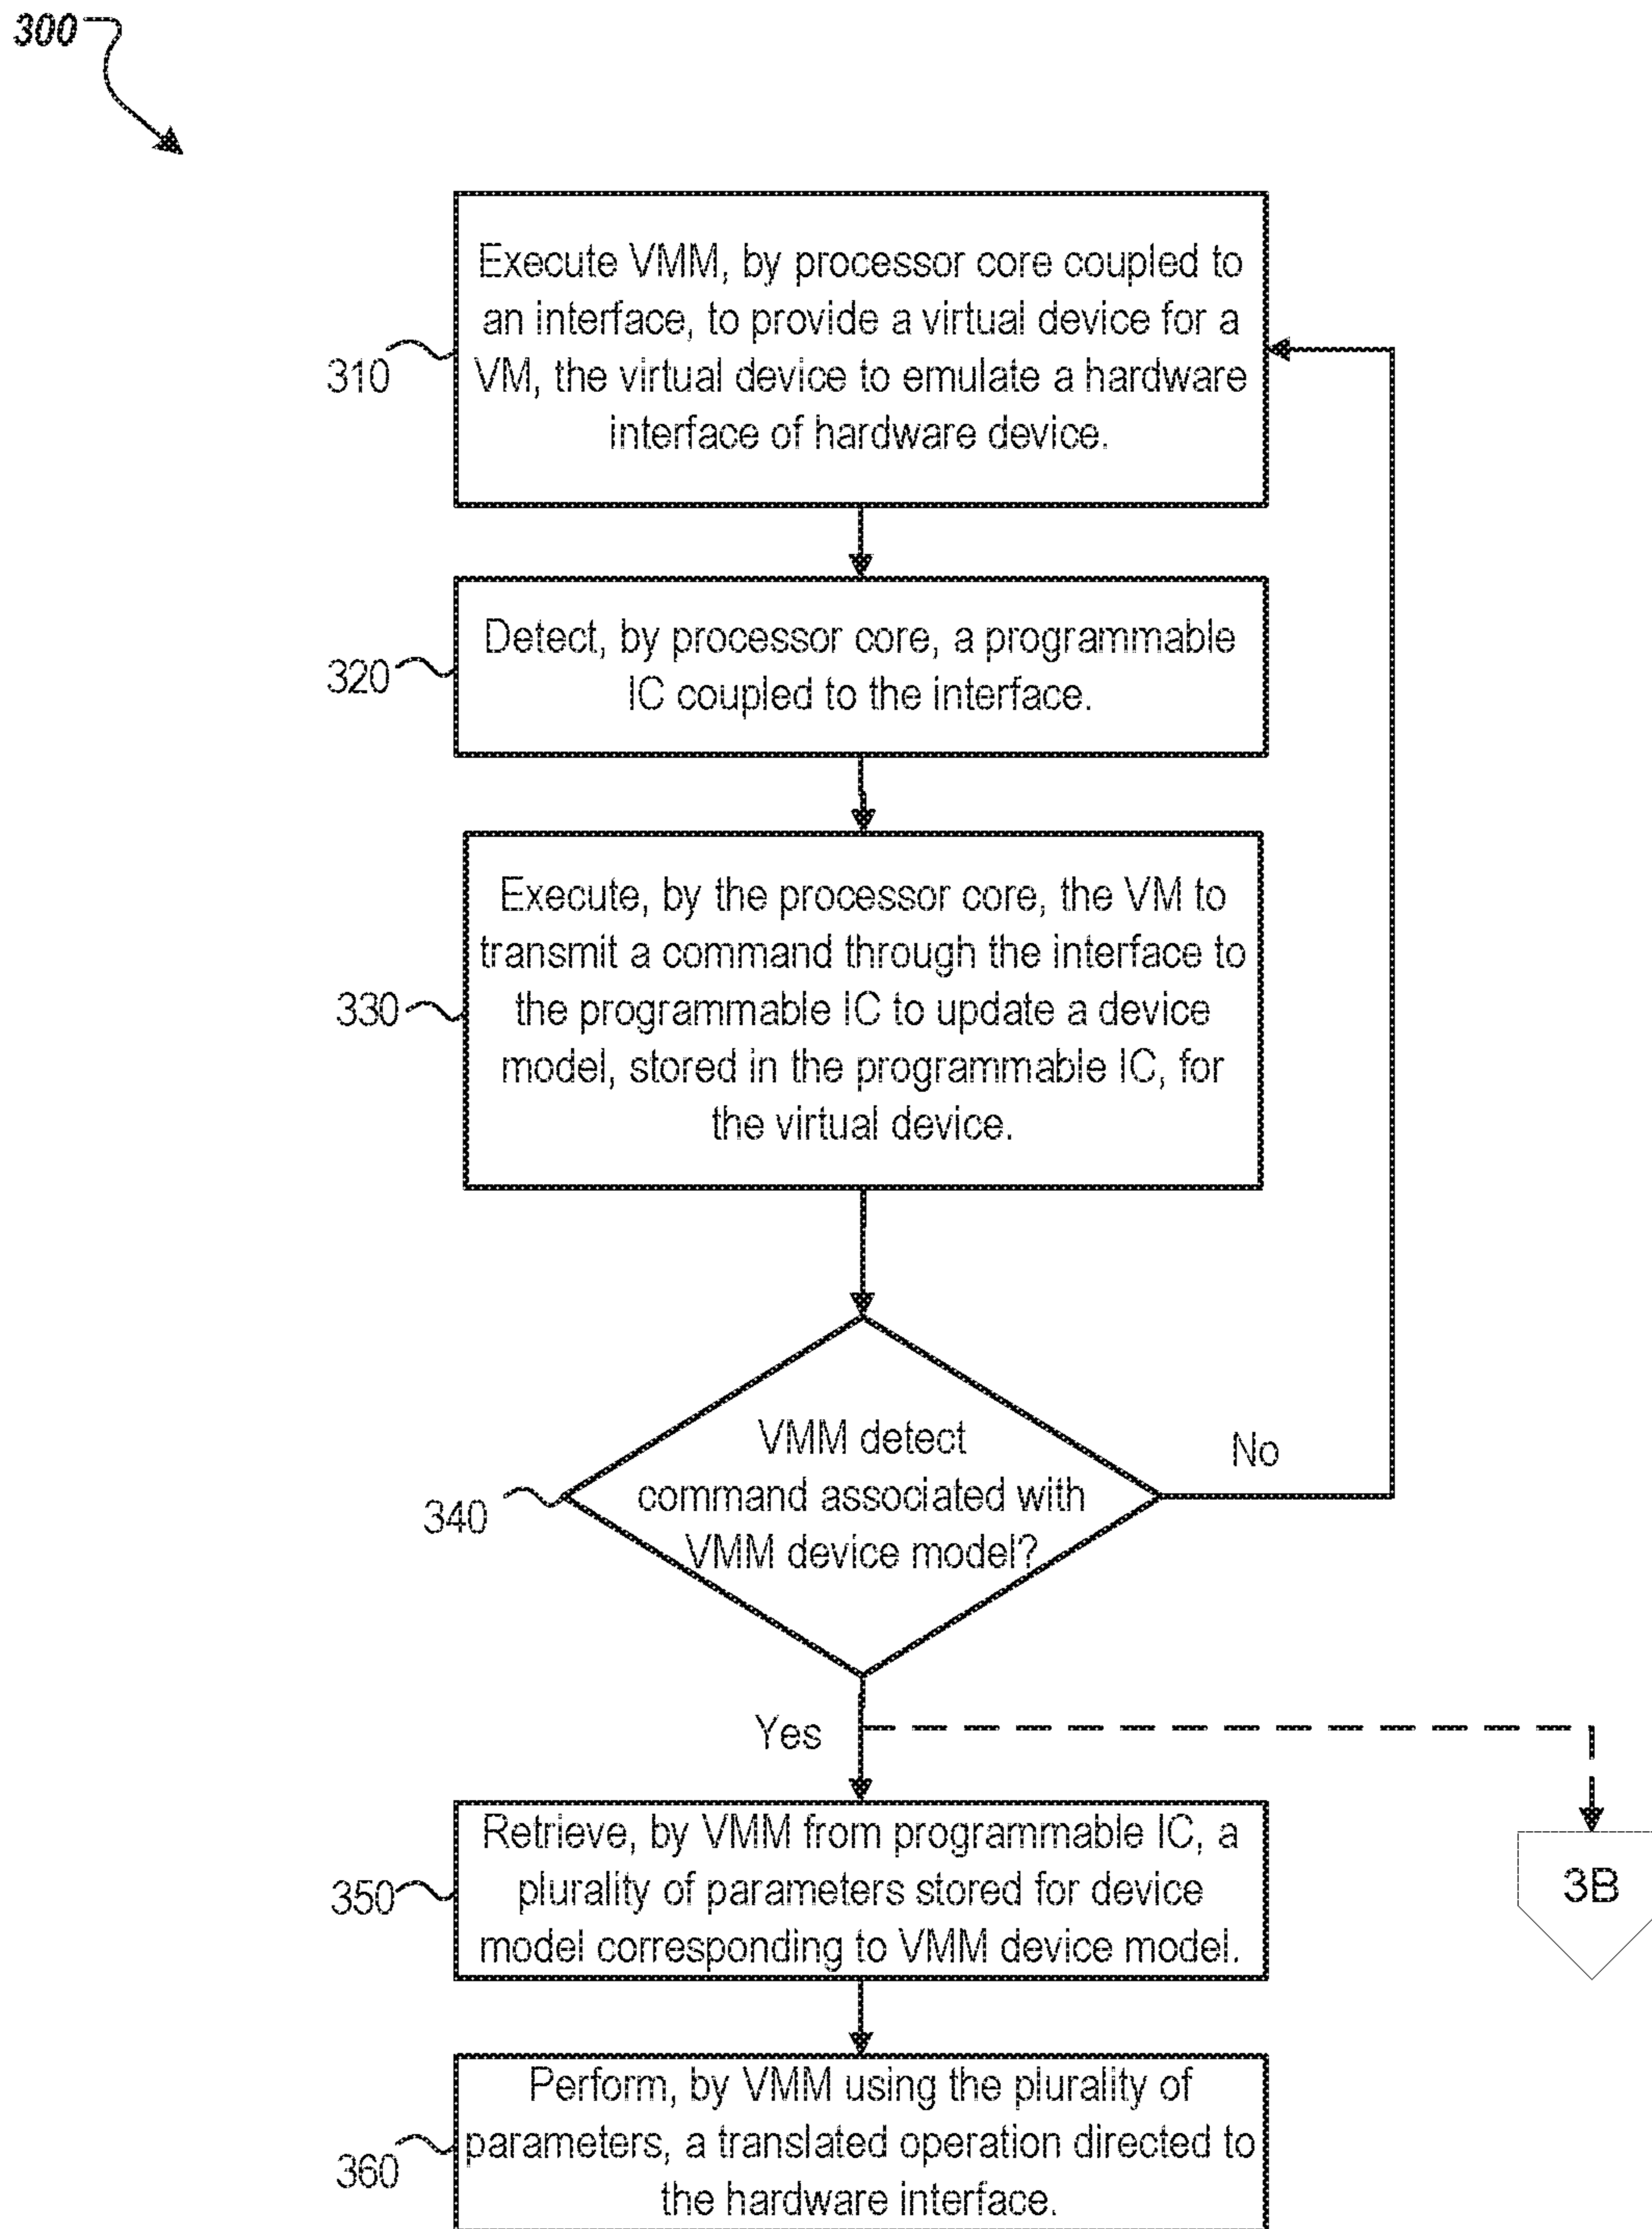 300
Execute VMM, by processor core coupled to
an interface, to provide a virtual device for a
VM, the virtual device to emulate a hardware
interface of hardware device.
310
Detect, by processor core, a programmable
IC coupled to the interface.
320
Execute, by the processor core, the VM to
transmit a command through the interface to
the programmable IC to update a device
model, stored in the programmable IC, for
the virtual device.
330
VMM detect
command associated with
VMM device model?
340
No
Yes
Retrieve, by VMM from programmable IC, a
plurality of parameters stored for device
model corresponding to VMM device model.
350
3B
Perform, by VMM using the plurality of
parameters, a translated operation directed to
the hardware interface.
360